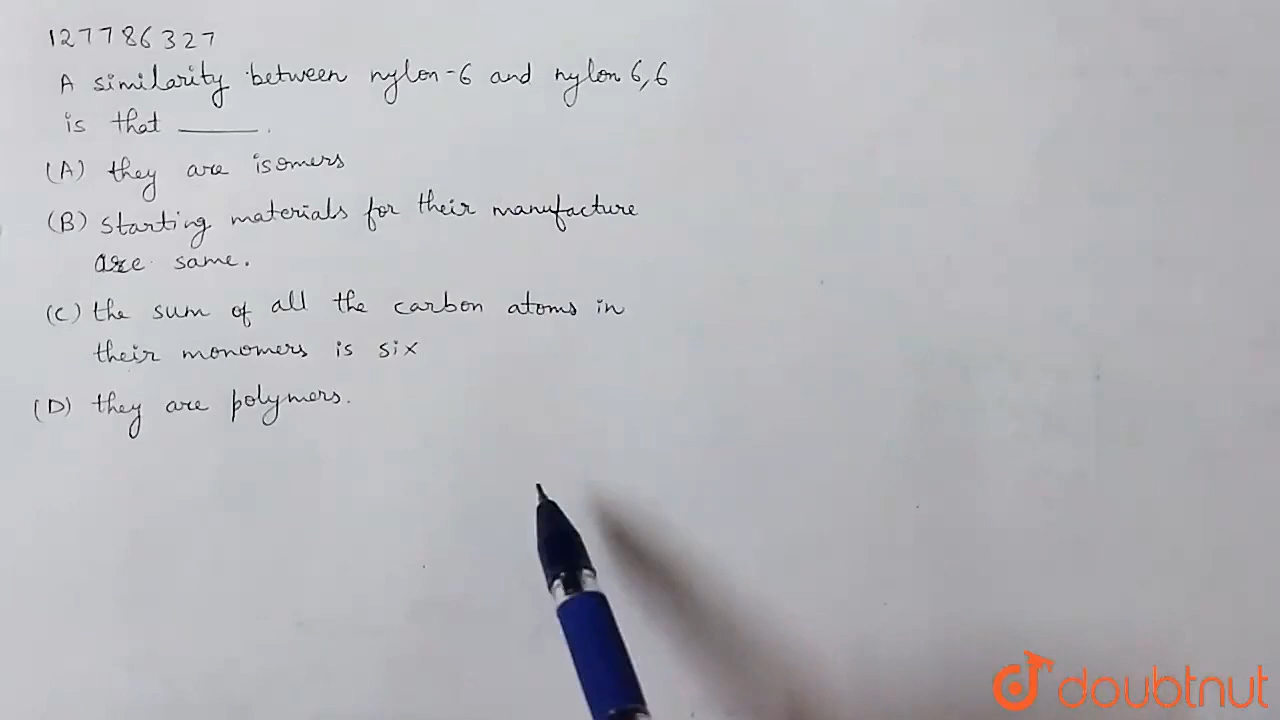 127786327
A similarity between nylon-6 and nylon 6,6
is that ______.
(A) they are isomers
(B) starting materials for their manufacture
are same.
(C) the sum of all the carbon atoms in
their monomers is six
(D) they are polymers.
doubtnut